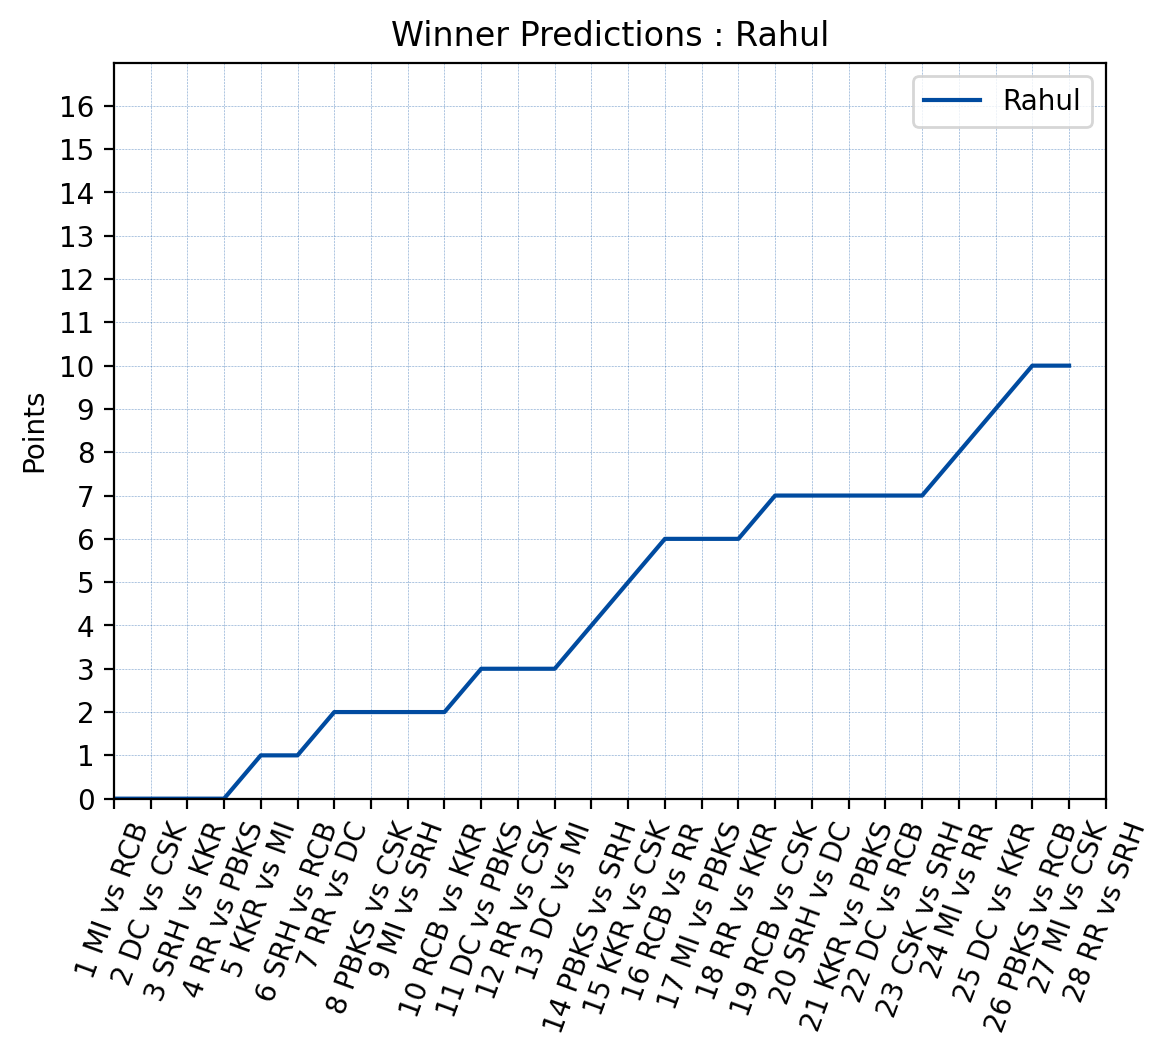 Winner Predictions : Rahul
Rahul
Points
16
15
14
13
12
11
10
9
8
7
6
5
4
3
2
1
0
1 MI vs RCB
2 DC vs CSK
3 SRH vs KKR
4 RR vs PBKS
5 KKR vs MI
6 SRH vs RCB
7 RR vs DC
8 PBKS vs CSK
9 MI vs SRH
10 RCB vs KKR
11 DC vs PBKS
12 RR vs CSK
13 DC vs MI
14 PBKS vs SRH
15 KKR vs CSK
16 RCB vs RR
17 MI vs PBKS
18 RR vs KKR
19 RCB vs CSK
20 SRH vs DC
21 KKR vs PBKS
22 DC vs RCB
23 CSK vs SRH
24 MI vs RR
25 DC vs KKR
26 PBKS vs RCB
27 MI vs CSK
28 RR vs SRH